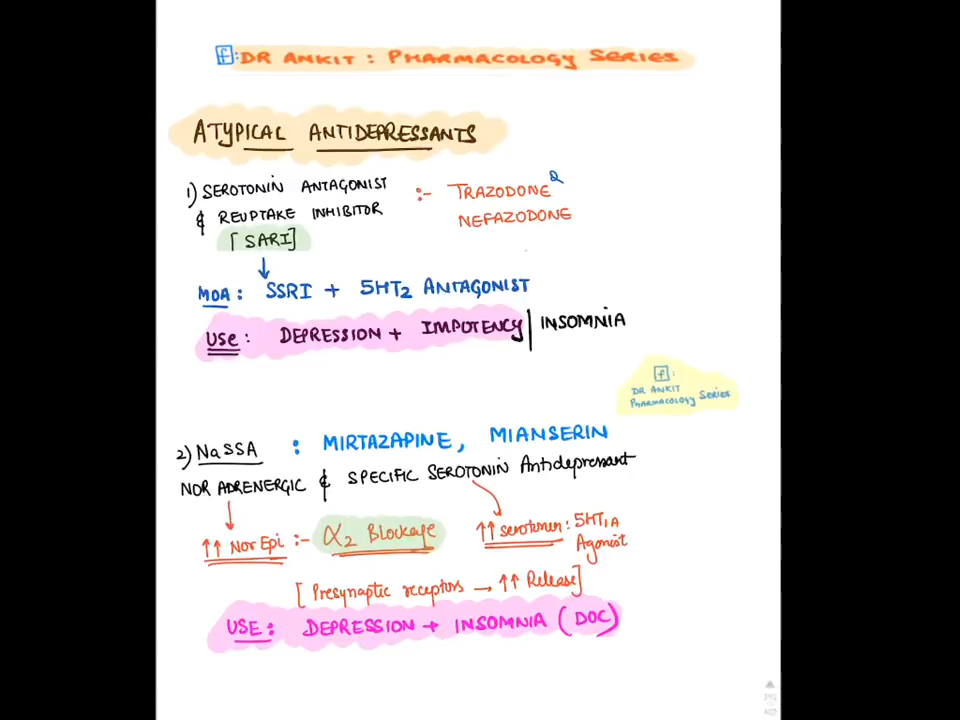 f: DR ANKIT : PHARMACOLOGY SERIES
ATYPICAL ANTIDEPRESSANTS
1) SEROTONIN ANTAGONIST :- TRAZODONE Q
& REUPTAKE INHIBITOR NEFAZODONE
[SARI]
MOA: SSRI + 5HT2 ANTAGONIST
USE: DEPRESSION + IMPOTENCY | INSOMNIA
f:
DR ANKIT
PHARMACOLOGY SERIES
2) NaSSA : MIRTAZAPINE, MIANSERIN
NOR ADRENERGIC & SPECIFIC SEROTONIN Antidepressant
↑↑ Nor Epi :- α2 Blockage ↑↑ : 5HT1A
Agonist
[Presynaptic receptors → ↑↑ Release]
USE: DEPRESSION + INSOMNIA (DOC)